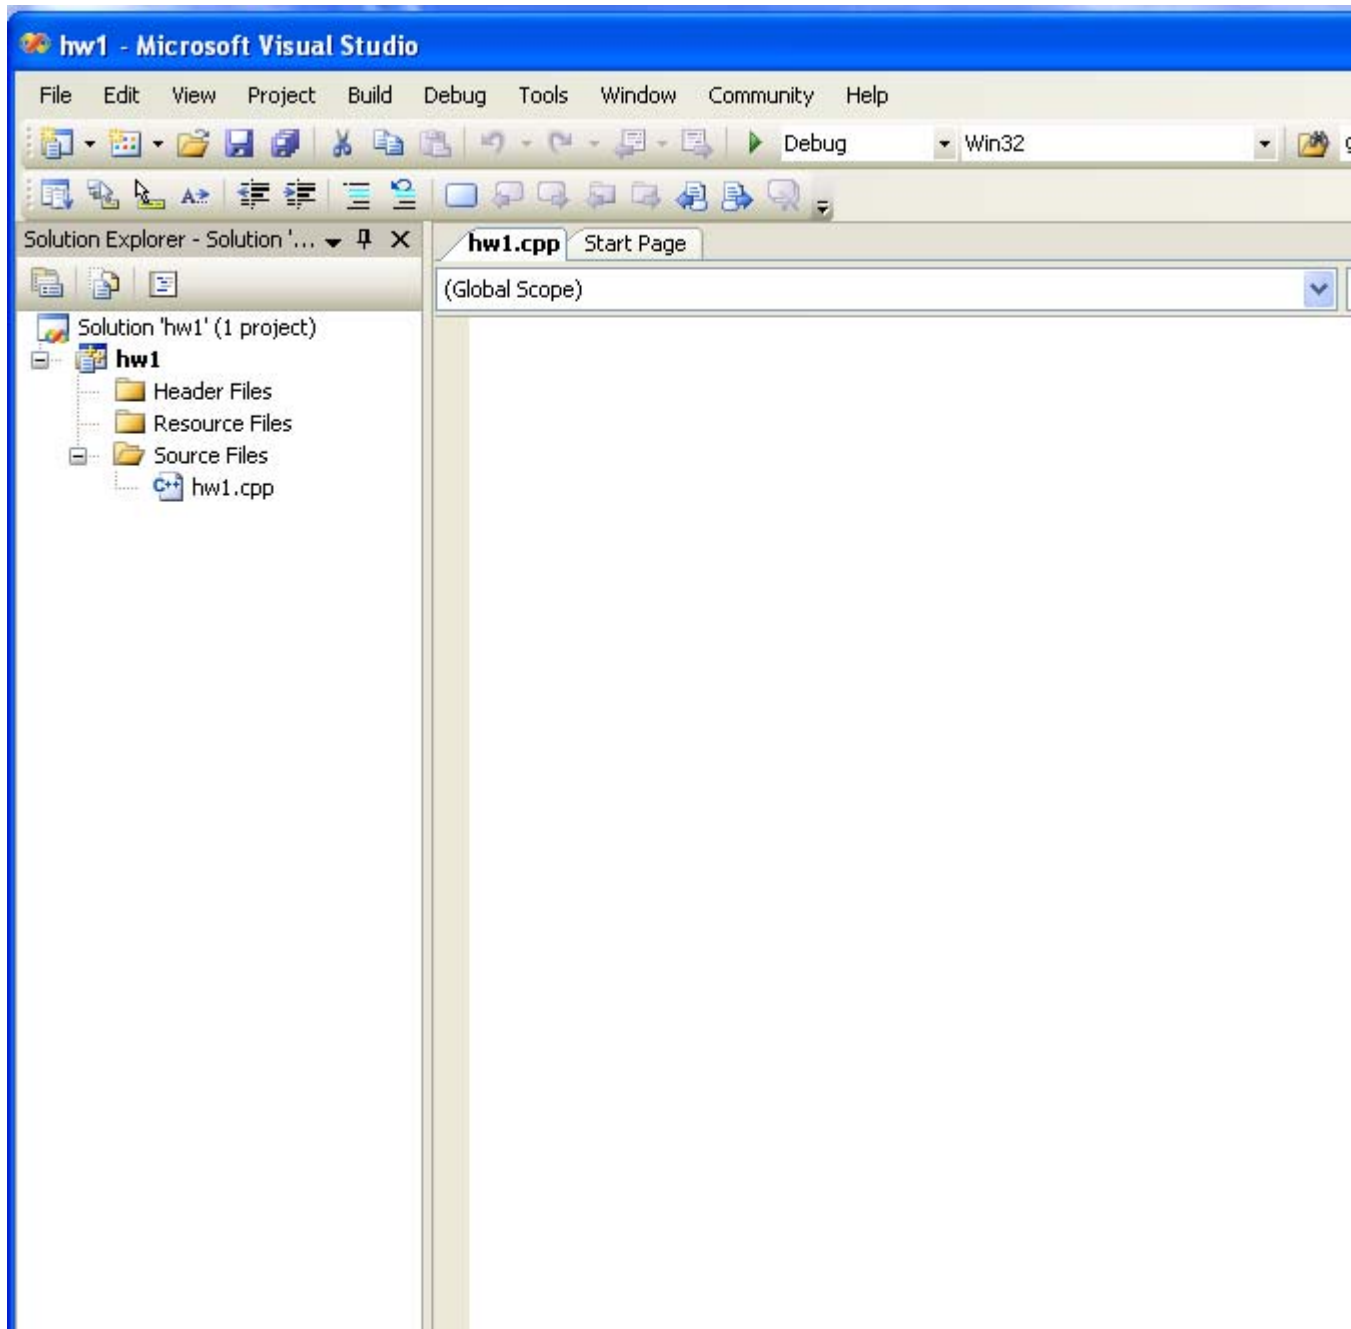 hw1 - Microsoft Visual Studio
File Edit View Project Build Debug Tools Window Community Help
Debug Win32
Solution Explorer - Solution '...
hw1.cpp Start Page
(Global Scope)
Solution 'hw1' (1 project)
hw1
Header Files
Resource Files
Source Files
hw1.cpp